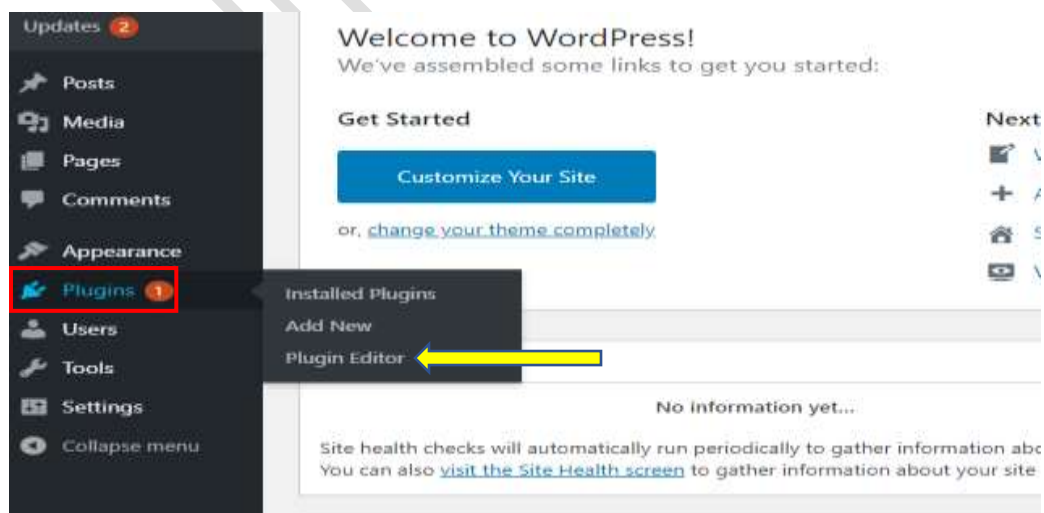 Updates 2
Posts
Media
Pages
Comments
Appearance
Plugins 1
Users
Tools
Settings
Collapse menu
Installed Plugins
Add New
Plugin Editor
Welcome to WordPress!
We've assembled some links to get you started:
Get Started
Customize Your Site
or, change your theme completely
Next
No information yet...
Site health checks will automatically run periodically to gather information
You can also visit the Site Health screen to gather information about your site